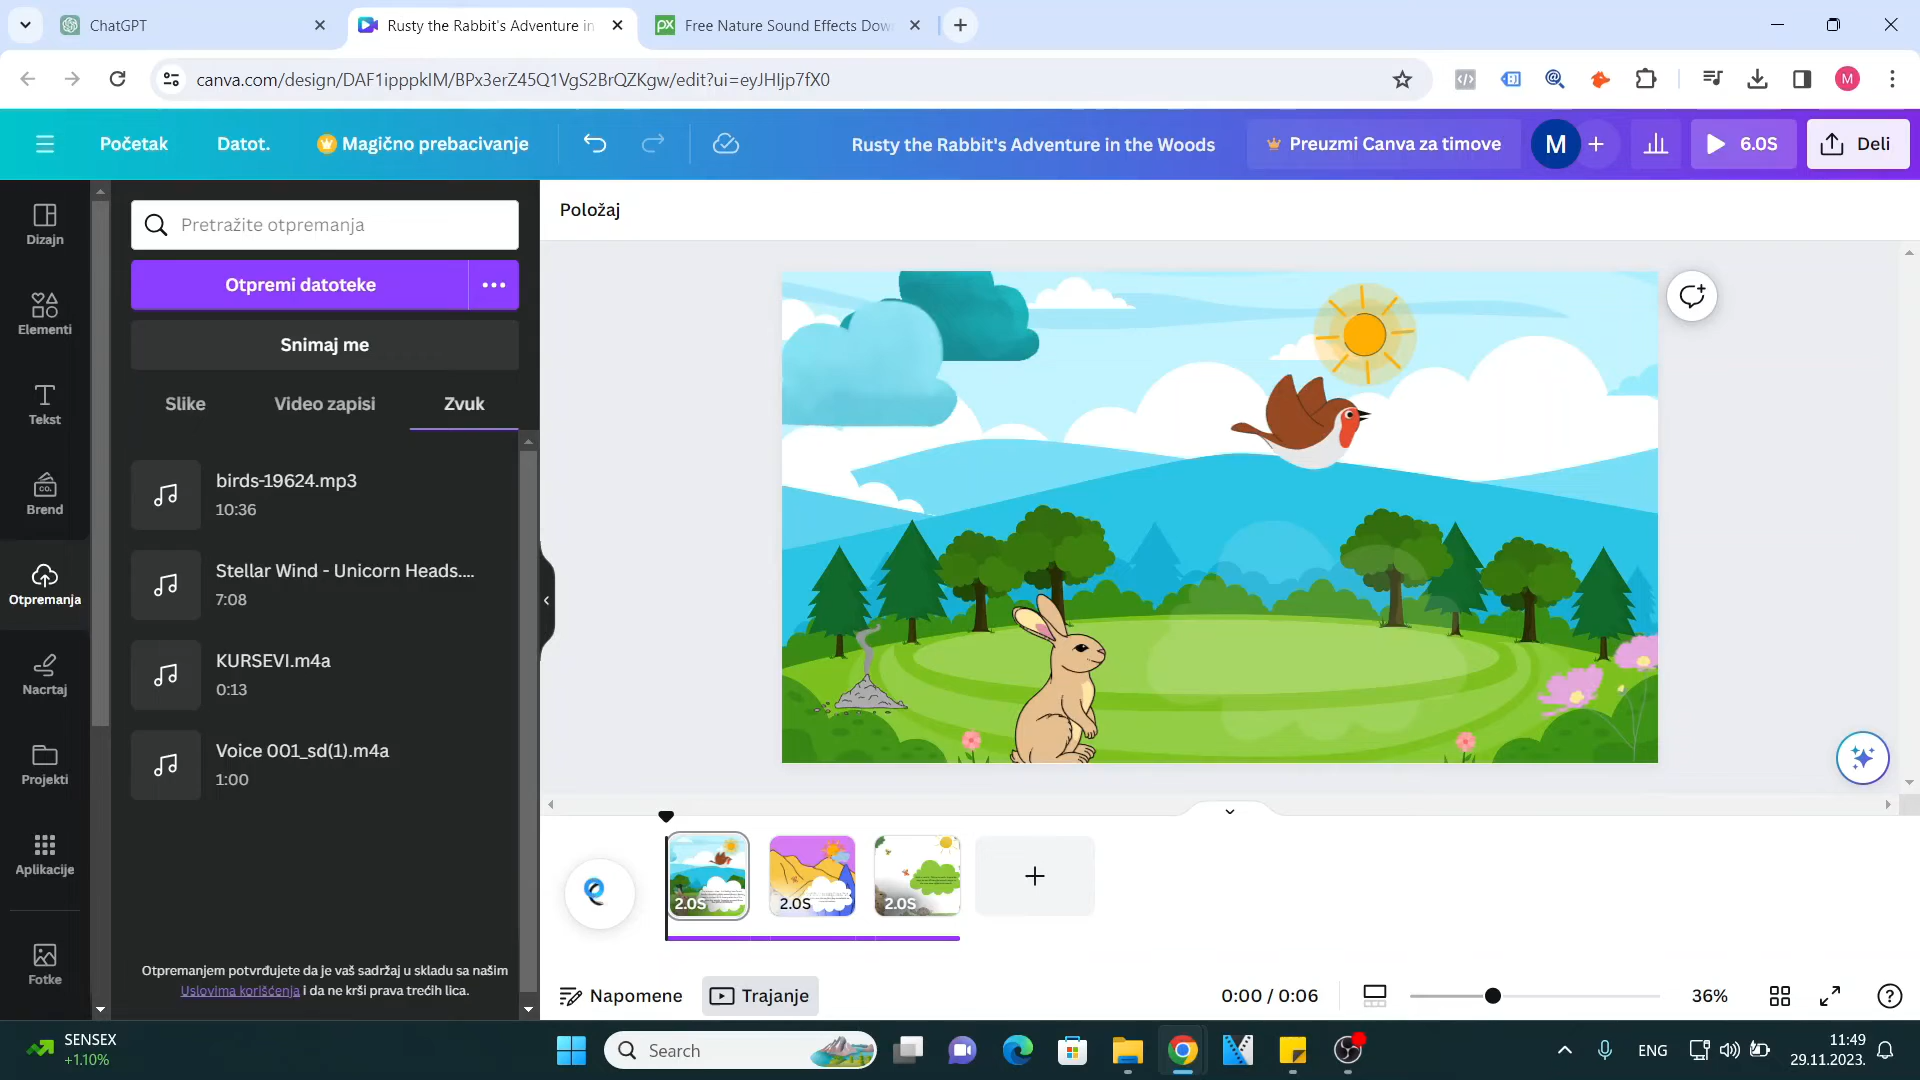 ChatGPT
Rusty the Rabbit's Adventure in
Free Nature Sound Effects Dow
canva.com/design/DAF1ipppkIM/BPx3erZ45Q1VgS2BrQZKgw/edit?ui=eyJHIjp7fX0
M
Početak
Datot.
Magično prebacivanje
Rusty the Rabbit's Adventure in the Woods
Preuzmi Canva za timove
M
6.0S
Deli
Dizajn
Elementi
Tekst
Brend
Otpremanja
Nacrtaj
Projekti
Aplikacije
Fotke
Pretražite otpremanja
Otpremi datoteke
Snimaj me
Slike
Video zapisi
Zvuk
birds-19624.mp3
10:36
Stellar Wind - Unicorn Heads....
7:08
KURSEVI.m4a
0:13
Voice 001_sd(1).m4a
1:00
Otpremanjem potvrđujete da je vaš sadržaj u skladu sa našim
Uslovima korišćenja i da ne krši prava trećih lica.
Položaj
2.0S
2.0S
2.0S
Napomene
Trajanje
0:00 / 0:06
36%
SENSEX
+1.10%
Search
ENG
11:49
29.11.2023.